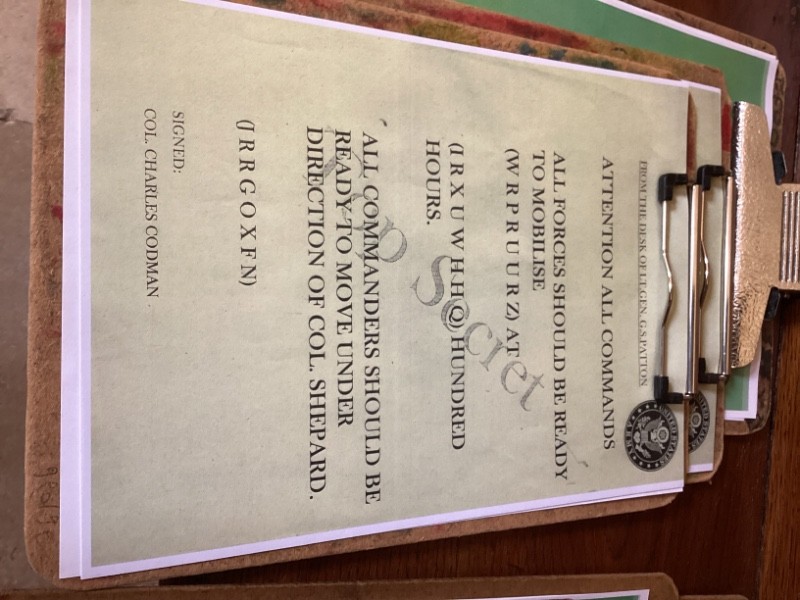 FROM THE DESK OF LT. GEN. G.S.PATTON
ATTENTION ALL COMMANDS
ALL FORCES SHOULD BE READY
TO MOBILISE
(W R P R U U R Z) AT
(I R X U W H H Q) HUNDRED
HOURS.
ALL COMMANDERS SHOULD BE
READY TO MOVE UNDER
DIRECTION OF COL. SHEPARD.
(J R R G O X F N)
SIGNED:
COL. CHARLES CODMAN
Top Secret